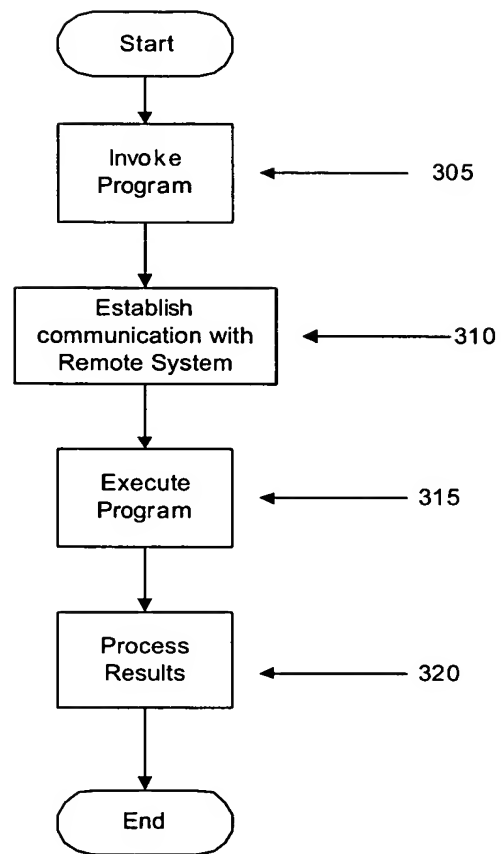 Start
Invoke
Program
305
Establish
communication with
Remote System
310
Execute
Program
315
Process
Results
320
End